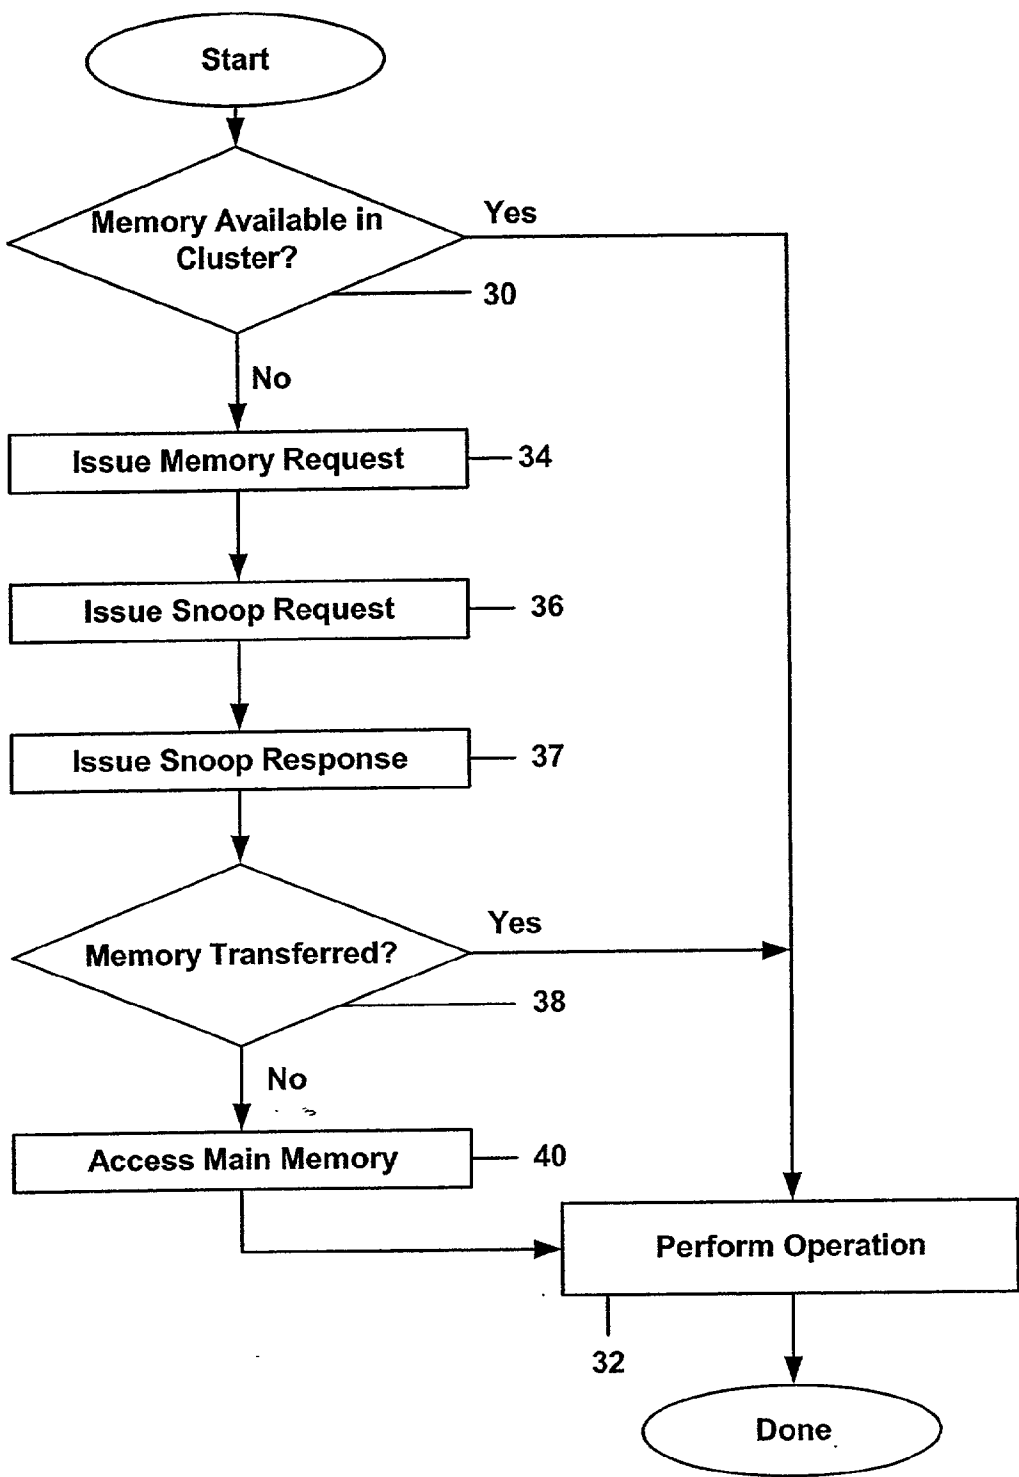 Start
Memory Available in
Cluster?
Yes
30
No
Issue Memory Request
34
Issue Snoop Request
36
Issue Snoop Response
37
Memory Transferred?
Yes
38
No
Access Main Memory
40
Perform Operation
32
Done